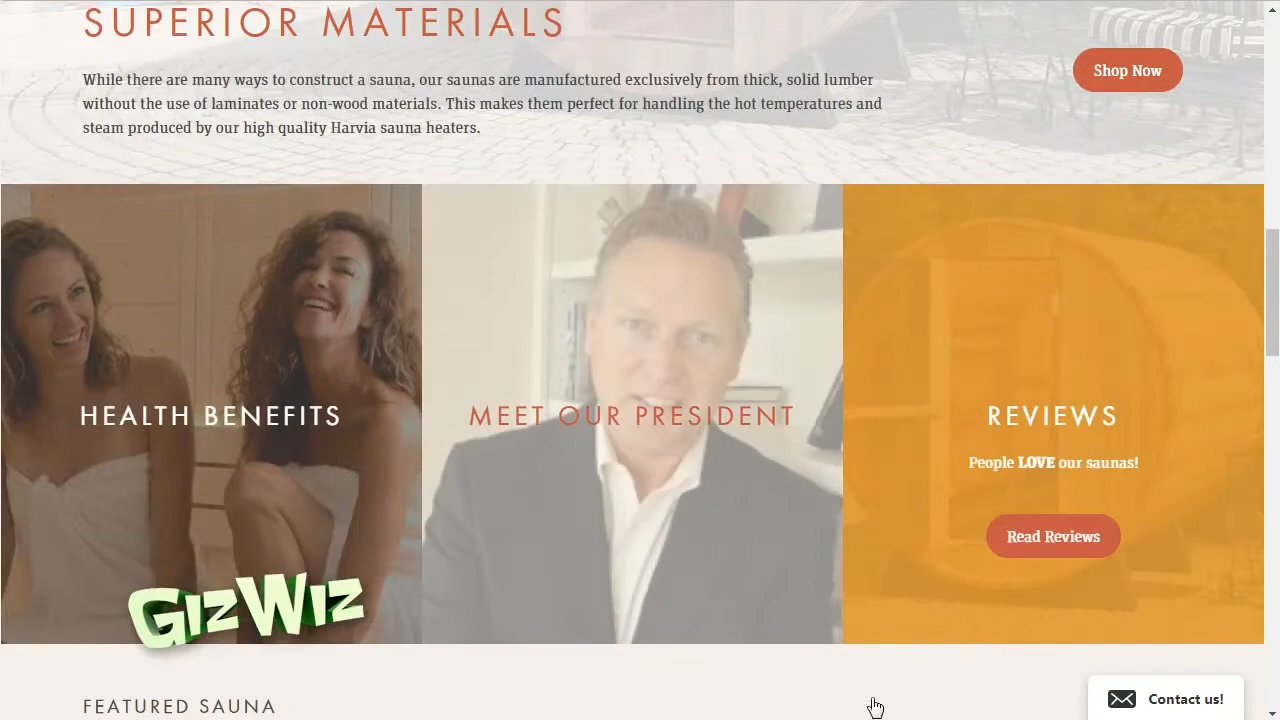 SUPERIOR MATERIALS
While there are many ways to construct a sauna, our saunas are manufactured exclusively from thick, solid lumber
without the use of laminates or non-wood materials. This makes them perfect for handling the hot temperatures and
steam produced by our high quality Harvia sauna heaters.
Shop Now
HEALTH BENEFITS
MEET OUR PRESIDENT
REVIEWS
People LOVE our saunas!
Read Reviews
GIZWIZ
FEATURED SAUNA
Contact us!